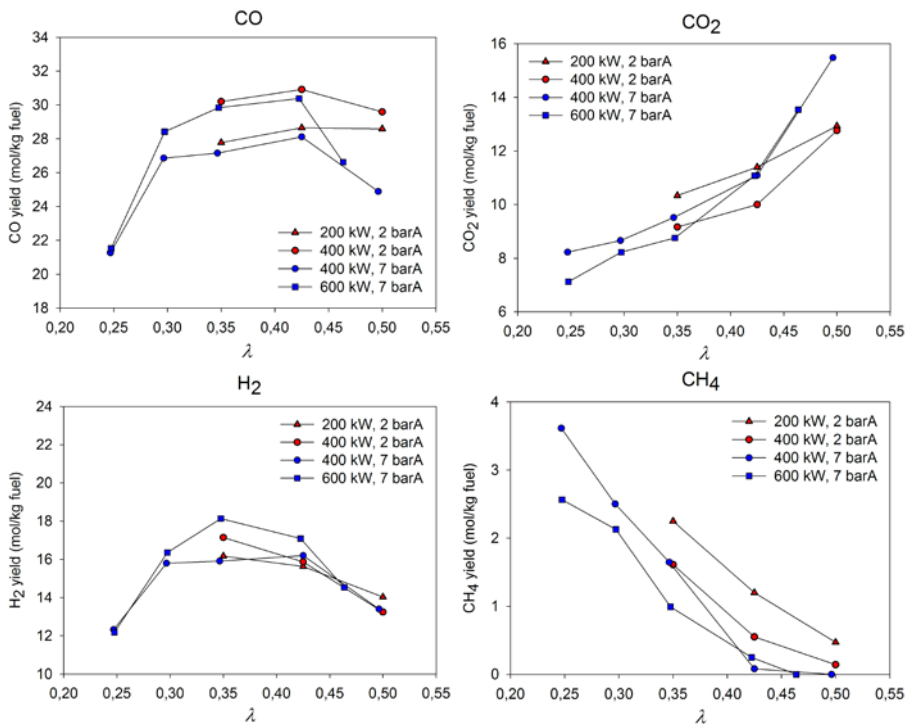 CO
CO yield (mol/kg fuel)
34
32
30
28
26
24
22
20
18
200 kW, 2 barA
400 kW, 2 barA
400 kW, 7 barA
600 kW, 7 barA
0,20 0,25 0,30 0,35 0,40 0,45 0,50 0,55
λ
CO2
CO2 yield (mol/kg fuel)
16
14
12
10
8
6
200 kW, 2 barA
400 kW, 2 barA
400 kW, 7 barA
600 kW, 7 barA
0,20 0,25 0,30 0,35 0,40 0,45 0,50 0,55
λ
H2
H2 yield (mol/kg fuel)
24
22
20
18
16
14
12
10
200 kW, 2 barA
400 kW, 2 barA
400 kW, 7 barA
600 kW, 7 barA
0,20 0,25 0,30 0,35 0,40 0,45 0,50 0,55
λ
CH4
CH4 yield (mol/kg fuel)
4
3
2
1
0
200 kW, 2 barA
400 kW, 2 barA
400 kW, 7 barA
600 kW, 7 barA
0,20 0,25 0,30 0,35 0,40 0,45 0,50 0,55
λ